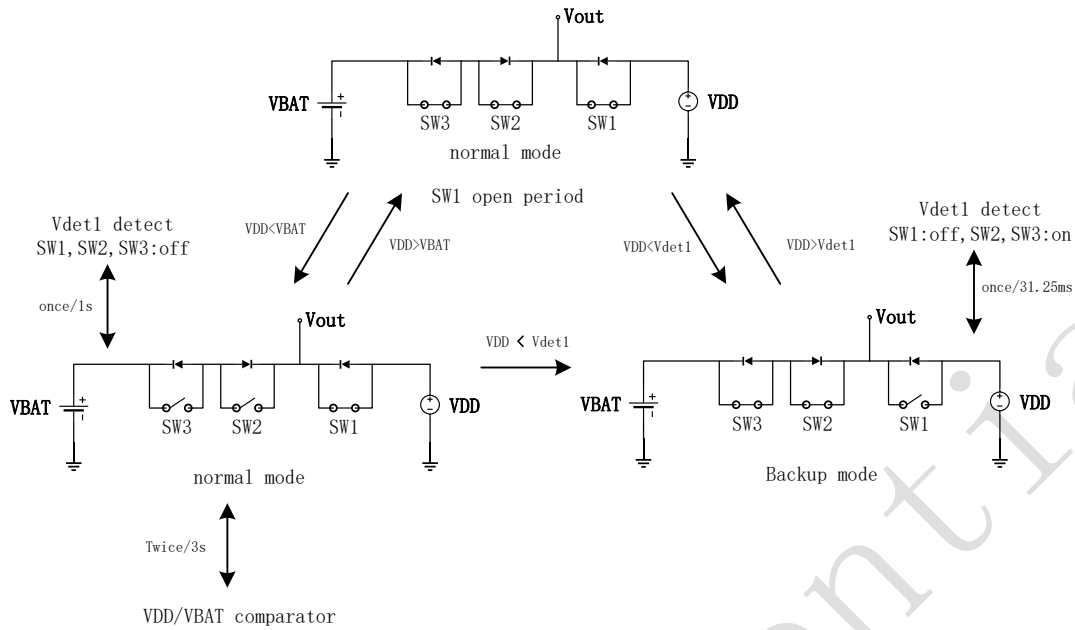 Vout
VBAT
+
-
SW3
SW2
SW1
+
-
VDD
normal mode
SW1 open period
Vdet1 detect
SW1,SW2,SW3:off
once/1s
VDD<VBAT
VDD>VBAT
VDD<Vdet1
VDD>Vdet1
Vdet1 detect
SW1:off,SW2,SW3:on
once/31.25ms
Vout
VBAT
+
-
SW3
SW2
SW1
+
-
VDD
normal mode
VDD < Vdet1
Vout
VBAT
+
-
SW3
SW2
SW1
+
-
VDD
Backup mode
Twice/3s
VDD/VBAT comparator
entia